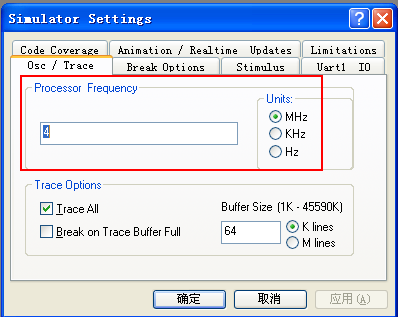 Simulator Settings
Code Coverage Animation / Realtime Updates Limitations
Osc / Trace Break Options Stimulus Uart1 IO
Processor Frequency
Units:
4
MHz
KHz
Hz
Trace Options
Trace All
Buffer Size (1K - 45590K)
Break on Trace Buffer Full
64
K lines
M lines
确定 取消 应用(A)